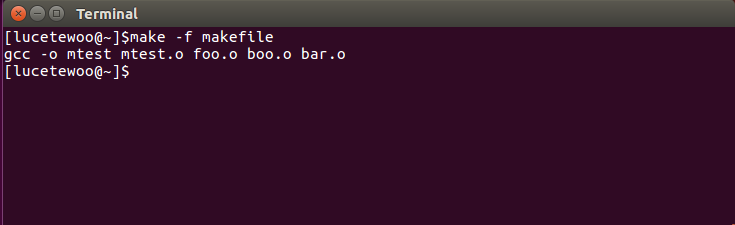 Terminal
[lucetewoo@~]$make -f makefile
gcc -o mtest mtest.o foo.o boo.o bar.o
[lucetewoo@~]$